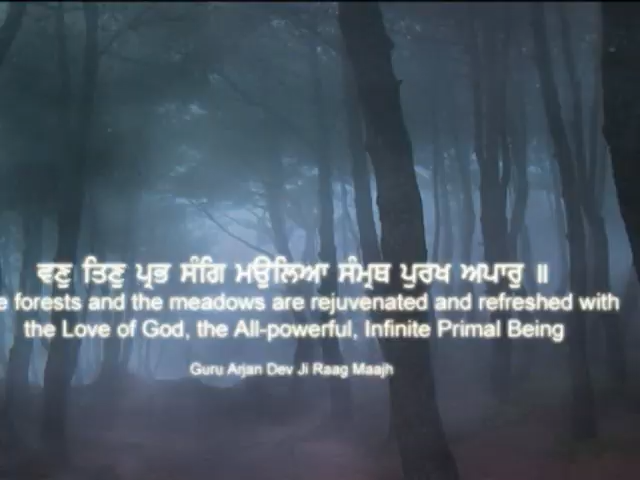 ਵਣੁ ਤਿਣੁ ਪ੍ਰਭ ਸੰਗਿ ਮਉਲਿਆ ਸੰਮ੍ਰਥ ਪੁਰਖ ਅਪਾਰੁ ॥
e forests and the meadows are rejuvenated and refreshed with
the Love of God, the All-powerful, Infinite Primal Being
Guru Arjan Dev Ji Raag Maajh